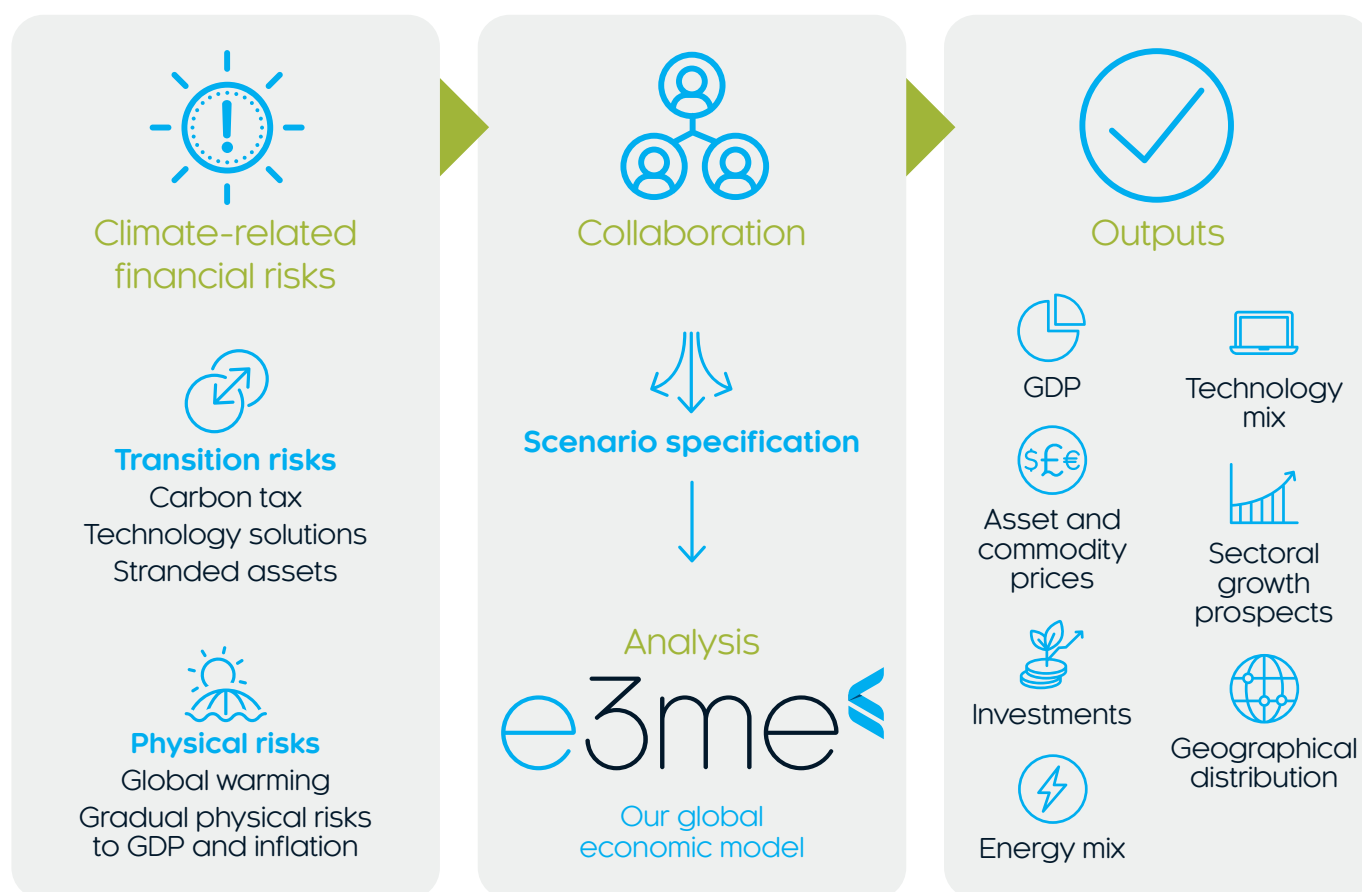 Climate-related
financial risks
Transition risks
Carbon tax
Technology solutions
Stranded assets
Physical risks
Global warming
Gradual physical risks
to GDP and inflation
Collaboration
Scenario specification
Analysis
e3me
Our global
economic model
Outputs
GDP
$£€
Asset and
commodity
prices
Investments
Energy mix
Technology
mix
Sectoral
growth
prospects
Geographical
distribution